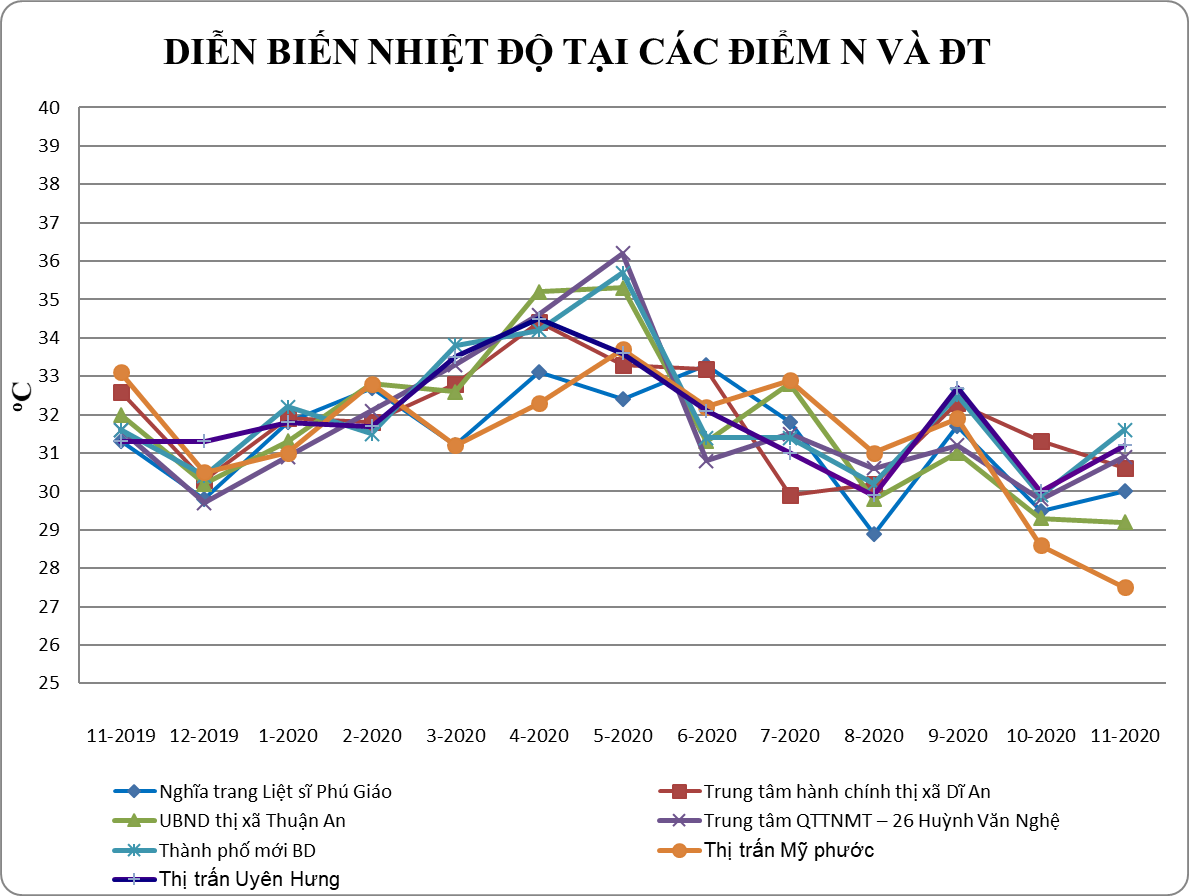 DIỄN BIẾN NHIỆT ĐỘ TẠI CÁC ĐIỂM N VÀ ĐT
40
39
38
37
36
35
34
33
32
31
30
29
28
27
26
25
ºC
11-2019 12-2019 1-2020 2-2020 3-2020 4-2020 5-2020 6-2020 7-2020 8-2020 9-2020 10-2020 11-2020
Nghĩa trang Liệt sĩ Phú Giáo Trung tâm hành chính thị xã Dĩ An
UBND thị xã Thuận An Trung tâm QTTNMT – 26 Huỳnh Văn Nghệ
Thành phố mới BD Thị trấn Mỹ phước
Thị trấn Uyên Hưng